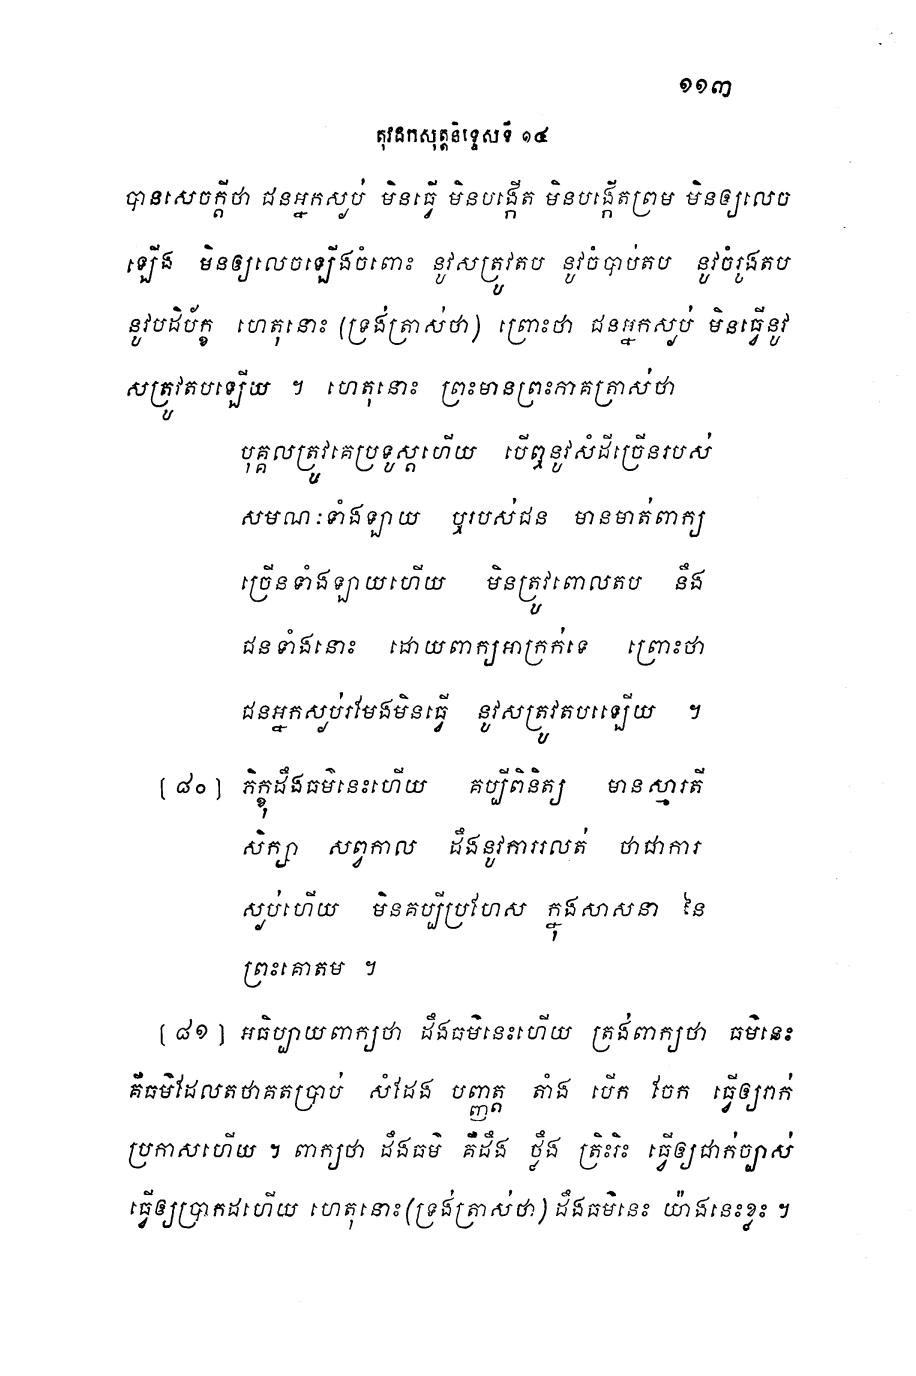 ១១៣
តុវដកសុត្តនិទ្ទេសទី ១៤
បានសេចក្តីថា ជនអ្នកស្ងប់ មិនធ្វើ មិនបង្កើត មិនបង្កើតព្រម មិនឲ្យលេច
ឡើង មិនឲ្យលេចឡើងចំពោះ នូវសត្រូវតប នូវចំបាប់តប នូវចំរូងតប
នូវបដិប័ក្ខ ហេតុនោះ (ទ្រង់ត្រាស់ថា) ព្រោះថា ជនអ្នកស្ងប់ មិនធ្វើនូវ
សត្រូវតបឡើយ ។ ហេតុនោះ ព្រះមានព្រះភាគត្រាស់ថា
បុគ្គលត្រូវគេប្រទូស្តហើយ បើឮនូវសំដីច្រើនរបស់
សមណៈទាំងឡាយ ឬរបស់ជន មានមាត់ពាក្យ
ច្រើនទាំងឡាយហើយ មិនត្រូវពោលតប នឹង
ជនទាំងនោះ ដោយពាក្យអាក្រក់ទេ ព្រោះថា
ជនអ្នកស្ងប់រមែងមិនធ្វើ នូវសត្រូវតបឡើយ ។
[៨០] ភិក្ខុដឹងធម៌នេះហើយ គប្បីពិនិត្យ មានស្មារតី
សិក្សា សព្វកាល ដឹងនូវការរលត់ ថាជាការ
ស្ងប់ហើយ មិនគប្បីប្រហែស ក្នុងសាសនា នៃ
ព្រះគោតម ។
[៨១] អធិប្បាយពាក្យថា ដឹងធម៌នេះហើយ ត្រង់ពាក្យថា ធម៌នេះ
គឺធម៌ដែលតថាគតប្រាប់ សំដែង បញ្ញត្ត តាំង បើក ចែក ធ្វើឲ្យរាក់
ប្រកាសហើយ ។ ពាក្យថា ដឹងធម៌ គឺដឹង ថ្លឹង ត្រិះរិះ ធ្វើឲ្យជាក់ច្បាស់
ធ្វើឲ្យប្រាកដហើយ ហេតុនោះ(ទ្រង់ត្រាស់ថា) ដឹងធម៌នេះ យ៉ាងនេះខ្លះ ។